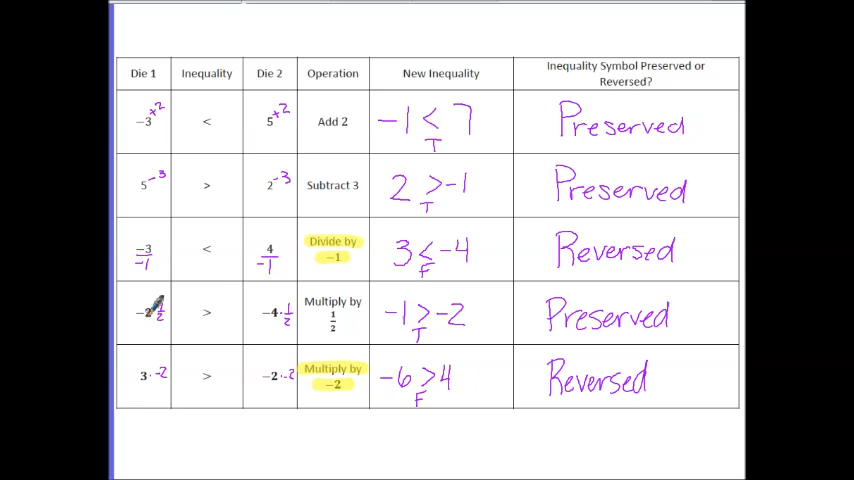 Die 1 Inequality Die 2 Operation New Inequality Inequality Symbol Preserved or Reversed?
−3 +2 < 5 +2 Add 2 −1 < 7 T Preserved
5 −3 > 2 −3 Subtract 3 2 > −1 T Preserved
−3/−1 < 4/−1 Divide by −1 3 < −4 F Reversed
−2 1/2 > −4 · 1/2 Multiply by 1/2 −1 > −2 T Preserved
3 · −2 > −2 · −2 Multiply by −2 −6 > 4 F Reversed